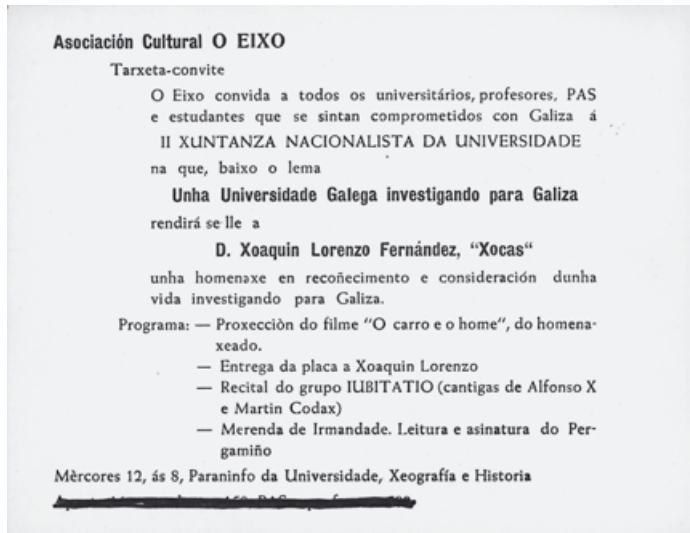 Asociación Cultural O EIXO
Tarxeta-convite
O Eixo convida a todos os universitários, profesores, PAS
e estudantes que se sintan comprometidos con Galiza á
II XUNTANZA NACIONALISTA DA UNIVERSIDADE
na que, baixo o lema
Unha Universidade Galega investigando para Galiza
rendirá se lle a
D. Xoaquin Lorenzo Fernández, “Xocas“
unha homenaxe en recoñecimento e consideración dunha
vida investigando para Galiza.
Programa: — Proxecciòn do filme “O carro e o home”, do homena-
xeado.
— Entrega da placa a Xoaquin Lorenzo
— Recital do grupo IUBITATIO (cantigas de Alfonso X
e Martin Codax)
— Merenda de Irmandade. Leitura e asinatura do Per-
gamiño
Mèrcores 12, ás 8, Paraninfo da Universidade, Xeografía e Historia